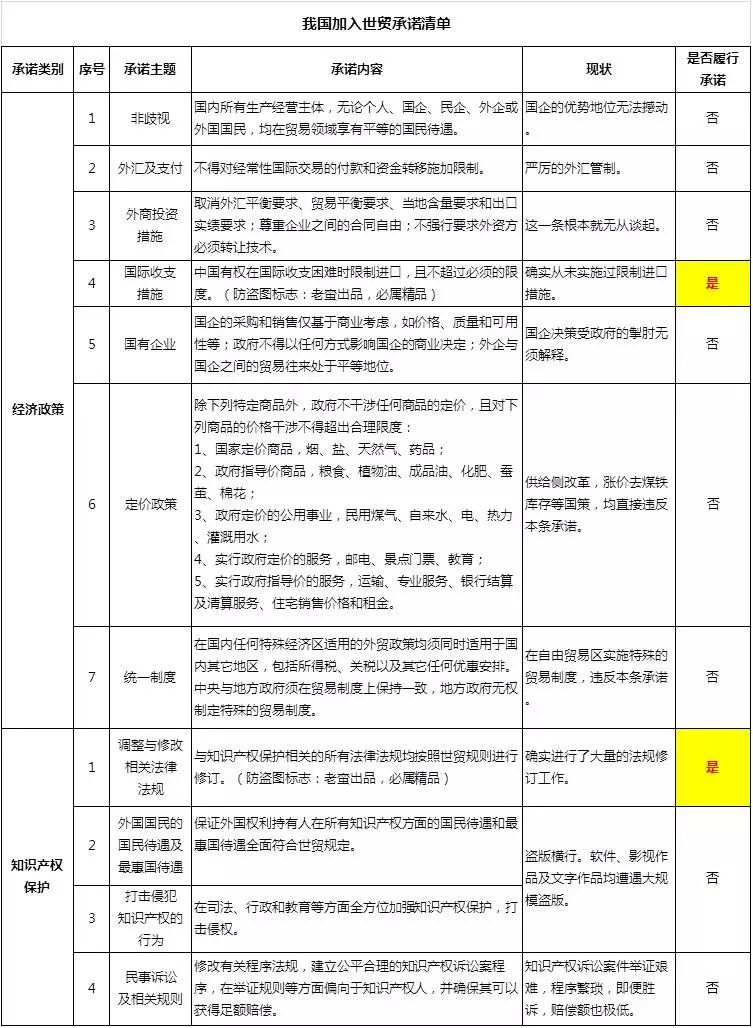 我国加入世贸承诺清单
承诺类别 序号 承诺主题 承诺内容 现状 是否履行
承诺
经济政策
1 非歧视
国内所有生产经营主体，无论个人、国企、民企、外企或
外国国民，均在贸易领域享有平等的国民待遇。
国企的优势地位无法撼动
。
否
2 外汇及支付 不得对经常性国际交易的付款和资金转移施加限制。 严厉的外汇管制。 否
3 外商投资
措施
取消外汇平衡要求、贸易平衡要求、当地含量要求和出口
实绩要求；尊重企业之间的合同自由；不强行要求外资方
必须转让技术。
这一条根本就无从谈起。 否
4 国际收支
措施
中国有权在国际收支困难时限制进口，且不超过必须的限
度。（防盗图标志：老蛮出品，必属精品）
确实从未实施过限制进口
措施。
是
5 国有企业
国企的采购和销售仅基于商业考虑，如价格、质量和可用
性等；政府不得以任何方式影响国企的商业决定；外企与
国企之间的贸易往来处于平等地位。
国企决策受政府的掣肘无
须解释。
否
6 定价政策
除下列特定商品外，政府不干涉任何商品的定价，且对下
列商品的价格干涉不得超出合理限度：
1、国家定价商品，烟、盐、天然气、药品；
2、政府指导价商品，粮食、植物油、成品油、化肥、蚕
茧、棉花；
3、政府定价的公用事业，民用煤气、自来水、电、热力
、灌溉用水；
4、实行政府定价的服务，邮电、景点门票、教育；
5、实行政府指导价的服务，运输、专业服务、银行结算
及清算服务、住宅销售价格和租金。
供给侧改革，涨价去煤铁
库存等国策，均直接违反
本条承诺。
否
7 统一制度
在国内任何特殊经济区适用的外贸政策均须同时适用于国
内其它地区，包括所得税、关税以及其它任何优惠安排。
中央与地方政府须在贸易制度上保持一致，地方政府无权
制定特殊的贸易制度。
在自由贸易区实施特殊的
贸易制度，违反本条承诺
。
否
知识产权
保护
1 调整与修改
相关法律
法规
与知识产权保护相关的所有法律法规均按照世贸规则进行
修订。（防盗图标志：老蛮出品，必属精品）
确实进行了大量的法规修
订工作。
是
2 外国国民的
国民待遇及
最惠国待遇
保证外国权利持有人在所有知识产权方面的国民待遇和最
惠国待遇全面符合世贸规定。
盗版横行。软件、影视作
品及文字作品均遭遇大规
模盗版。
否
3 打击侵犯
知识产权的
行为
在司法、行政和教育等方面全方位加强知识产权保护，打
击侵权。
4 民事诉讼
及相关规则
修改有关程序法规，建立公平合理的知识产权诉讼案程
序，在举证规则等方面偏向于知识产权人，并确保其可以
获得足额赔偿。
知识产权诉讼案件举证艰
难，程序繁琐，即便胜
诉，赔偿额也极低。
否